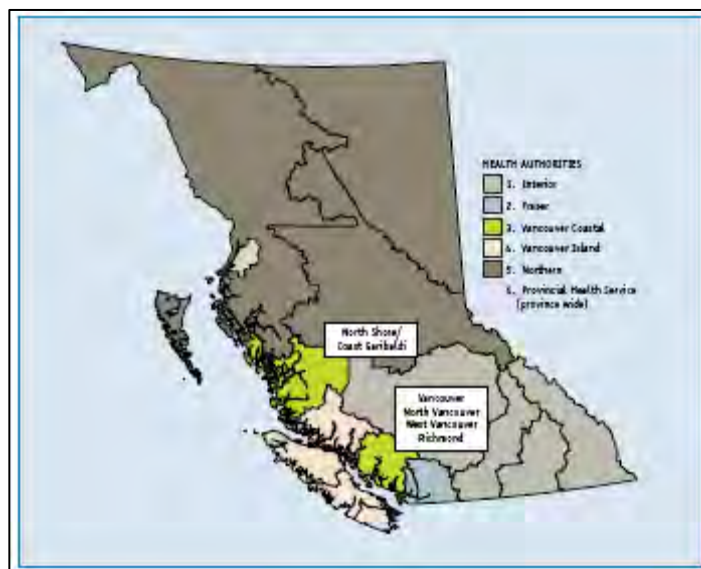 HEALTH AUTHORITIES
1. Interior
2. Fraser
3. Vancouver Coastal
4. Vancouver Island
5. Northern
6. Provincial Health Service
(province wide)
North Shore/
Coast Garibaldi
Vancouver
North Vancouver
West Vancouver
Richmond